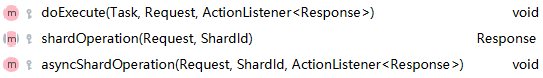 m doExecute(Task, Request, ActionListener<Response>) void
m shardOperation(Request, ShardId) Response
m asyncShardOperation(Request, ShardId, ActionListener<Response>) void